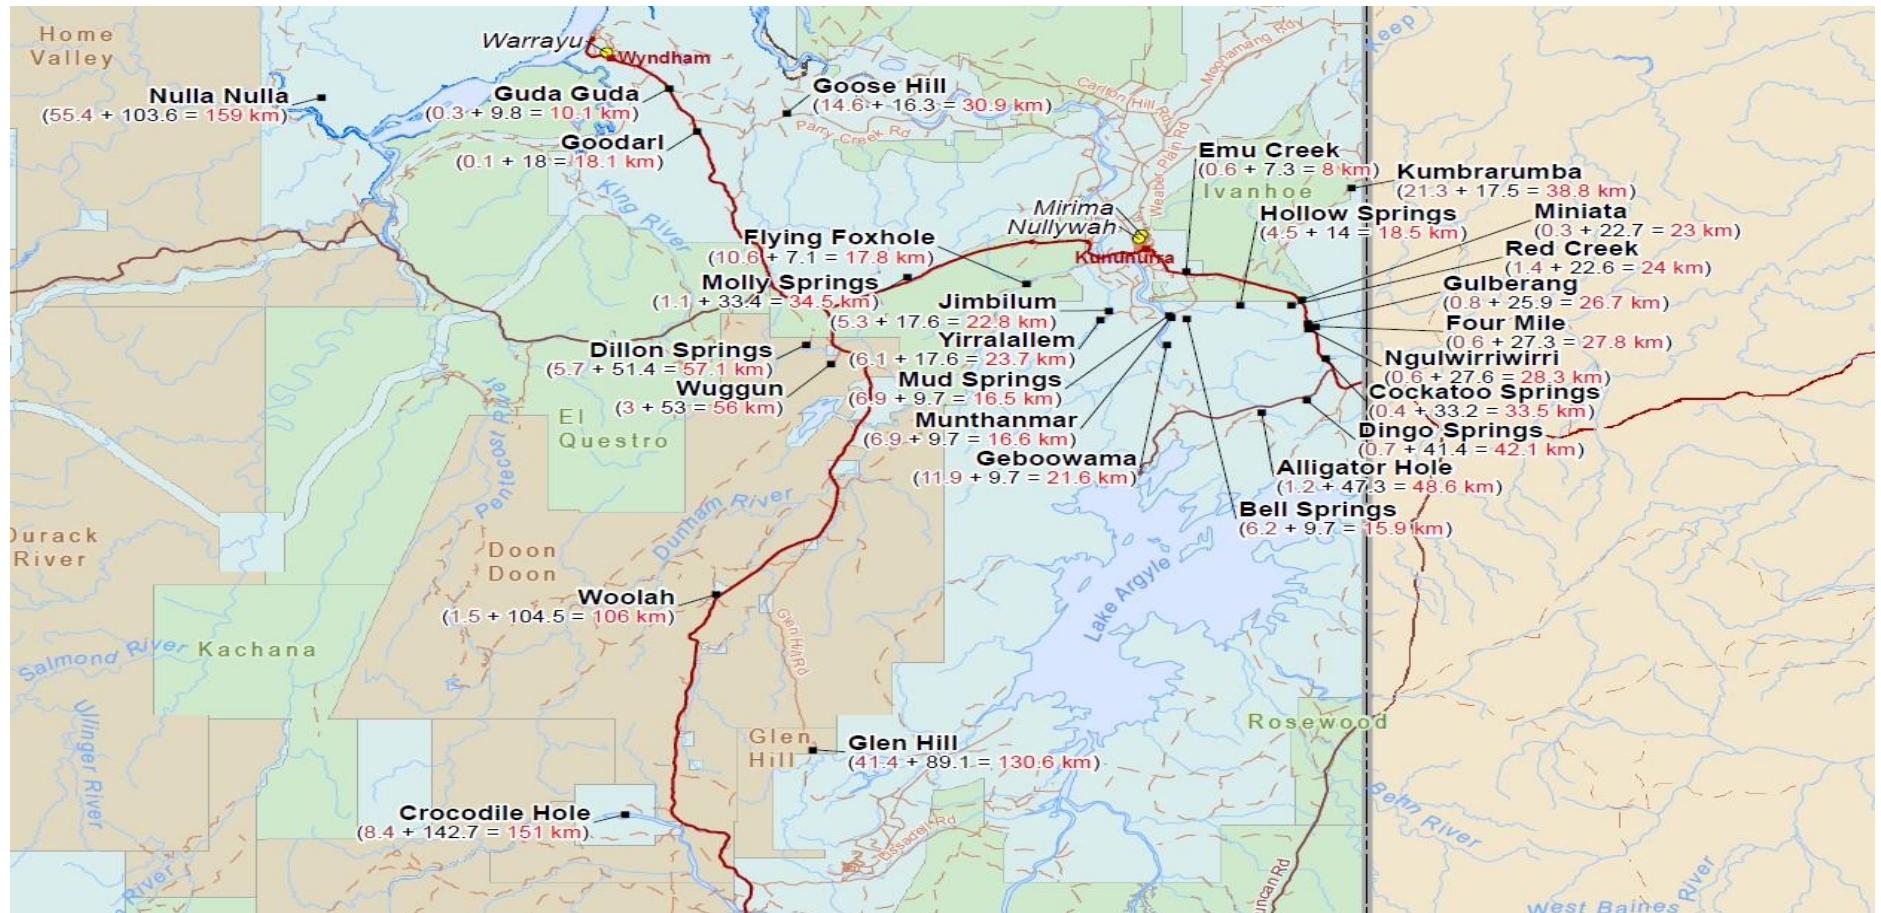 Home
Valley
Warrayu
Wyndham
Nulla Nulla
(55.4 + 103.6 = 159 km)
Guda Guda
(0.3 + 9.8 = 10.1 km)
Goose Hill
(14.6 + 16.3 = 30.9 km)
Goodarl
(0.1 + 18 = 18.1 km)
Parry Creek Rd
Carlton Hill Rd
Moonamang Rd
Weaber Plain Rd
Keep
King River
Emu Creek
(0.6 + 7.3 = 8 km)
Ivanhoe
Kumbrarumba
(21.3 + 17.5 = 38.8 km)
Mirima
Nullywah
Kununurra
Hollow Springs
(4.5 + 14 = 18.5 km)
Miniata
(0.3 + 22.7 = 23 km)
Red Creek
(1.4 + 22.6 = 24 km)
Gulberang
(0.8 + 25.9 = 26.7 km)
Four Mile
(0.6 + 27.3 = 27.8 km)
Ngulwirriwirri
(0.6 + 27.6 = 28.3 km)
Cockatoo Springs
(0.4 + 33.2 = 33.5 km)
Dingo Springs
(0.7 + 41.4 = 42.1 km)
Alligator Hole
(1.2 + 47.3 = 48.6 km)
Bell Springs
(6.2 + 9.7 = 15.9 km)
Flying Foxhole
(10.6 + 7.1 = 17.8 km)
Molly Springs
(1.1 + 33.4 = 34.5 km)
Jimbilum
(5.3 + 17.6 = 22.8 km)
Yirralallem
(6.1 + 17.6 = 23.7 km)
Dillon Springs
(5.7 + 51.4 = 57.1 km)
Wuggun
(3 + 53 = 56 km)
Mud Springs
(6.9 + 9.7 = 16.5 km)
Munthanmar
(6.9 + 9.7 = 16.6 km)
Geboowama
(11.9 + 9.7 = 21.6 km)
El
Questro
Pentecost River
Dunham River
Durack
River
Doon
Doon
Woolah
(1.5 + 104.5 = 106 km)
Glen Hill Rd
Lake Argyle
Kachana
Salmond River
Ullinger River
Rosewood
Glen
Hill
Glen Hill
(41.4 + 89.1 = 130.6 km)
Crocodile Hole
(8.4 + 142.7 = 151 km)
Lissadell Rd
Behn River
uncan Rd
River
West Baines River